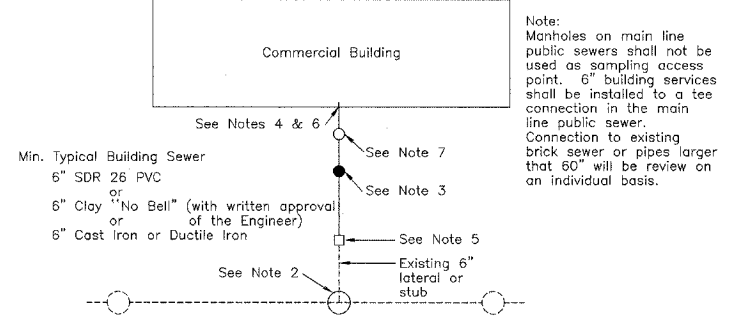 Commercial Building
Note:
Manholes on main line
public sewers shall not be
used as sampling access
point. 6" building services
shall be installed to a tee
connection in the main
line public sewer.
Connection to existing
brick sewer or pipes larger
that 60" will be review on
an individual basis.
See Notes 4 & 6
See Note 7
Min. Typical Building Sewer
6" SDR 26 PVC
or
6" Clay "No Bell" (with written approval
or of the Engineer)
6" Cast Iron or Ductile Iron
See Note 3
See Note 5
Existing 6"
lateral or
stub
See Note 2